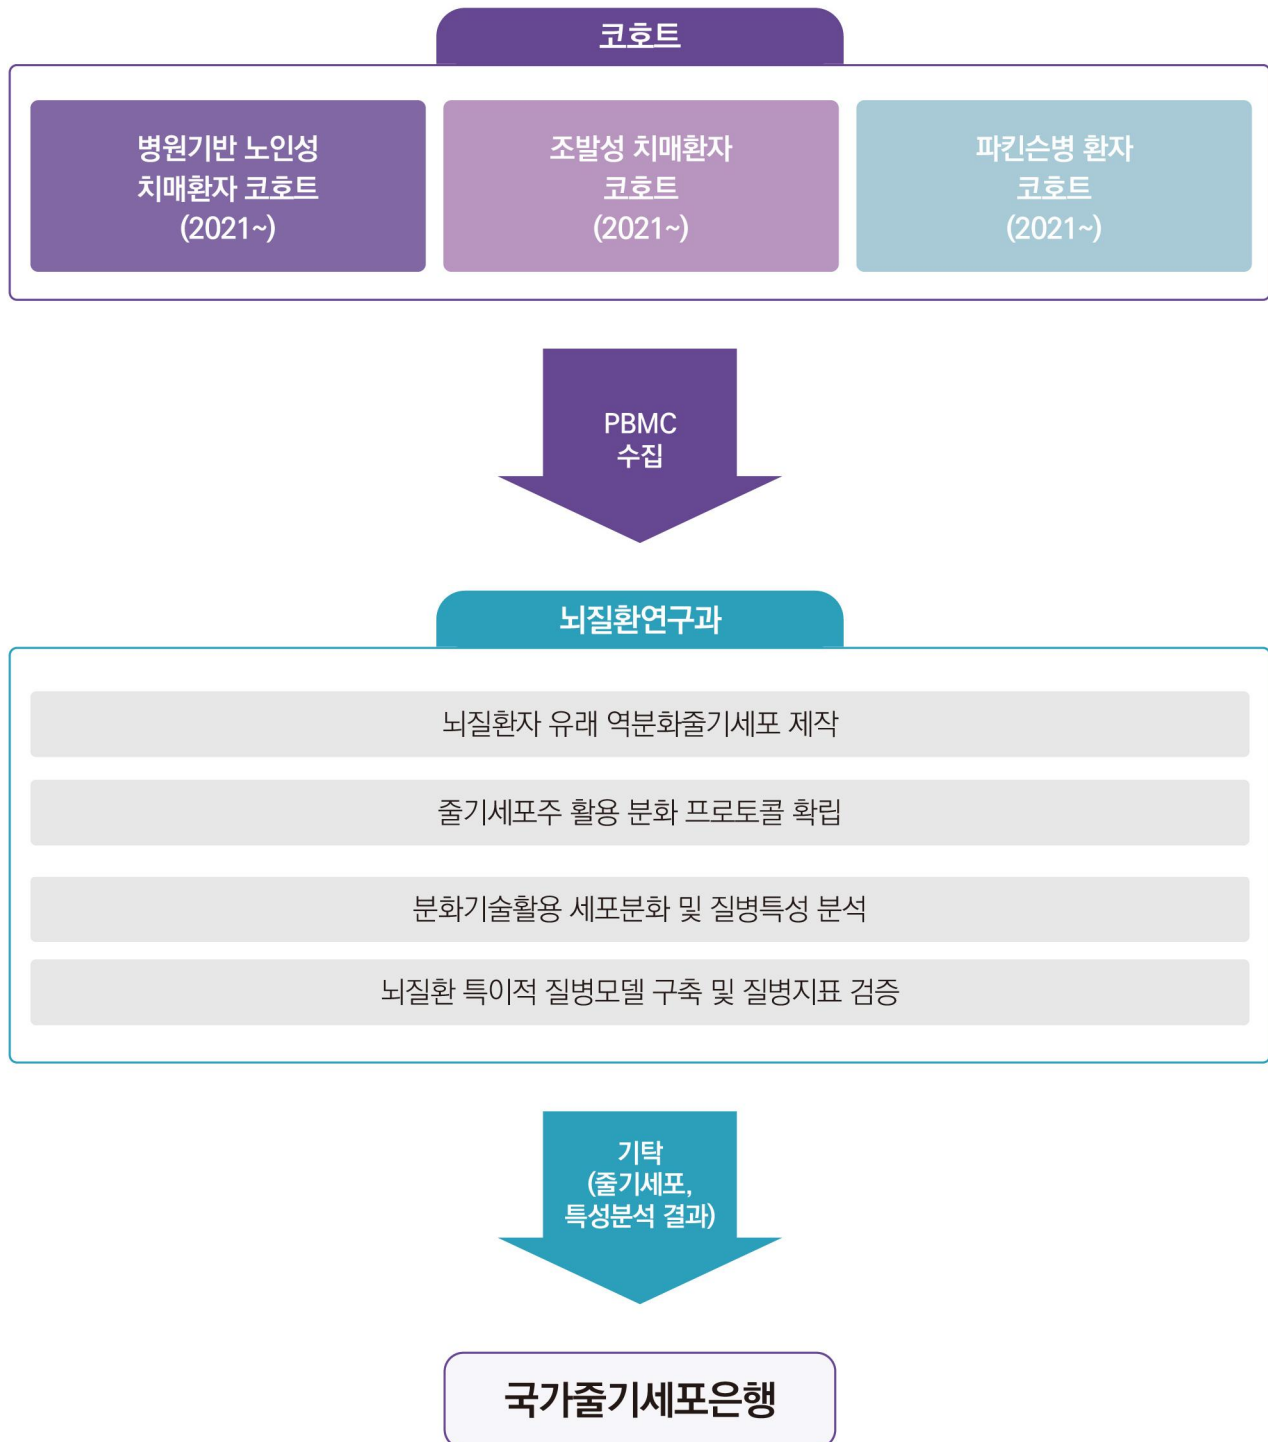 코호트
병원기반 노인성
치매환자 코호트
(2021~)
조발성 치매환자
코호트
(2021~)
파킨슨병 환자
코호트
(2021~)
PBMC
수집
뇌질환연구과
뇌질환자 유래 역분화줄기세포 제작
줄기세포주 활용 분화 프로토콜 확립
분화기술활용 세포분화 및 질병특성 분석
뇌질환 특이적 질병모델 구축 및 질병지표 검증
기탁
(줄기세포,
특성분석 결과)
국가줄기세포은행